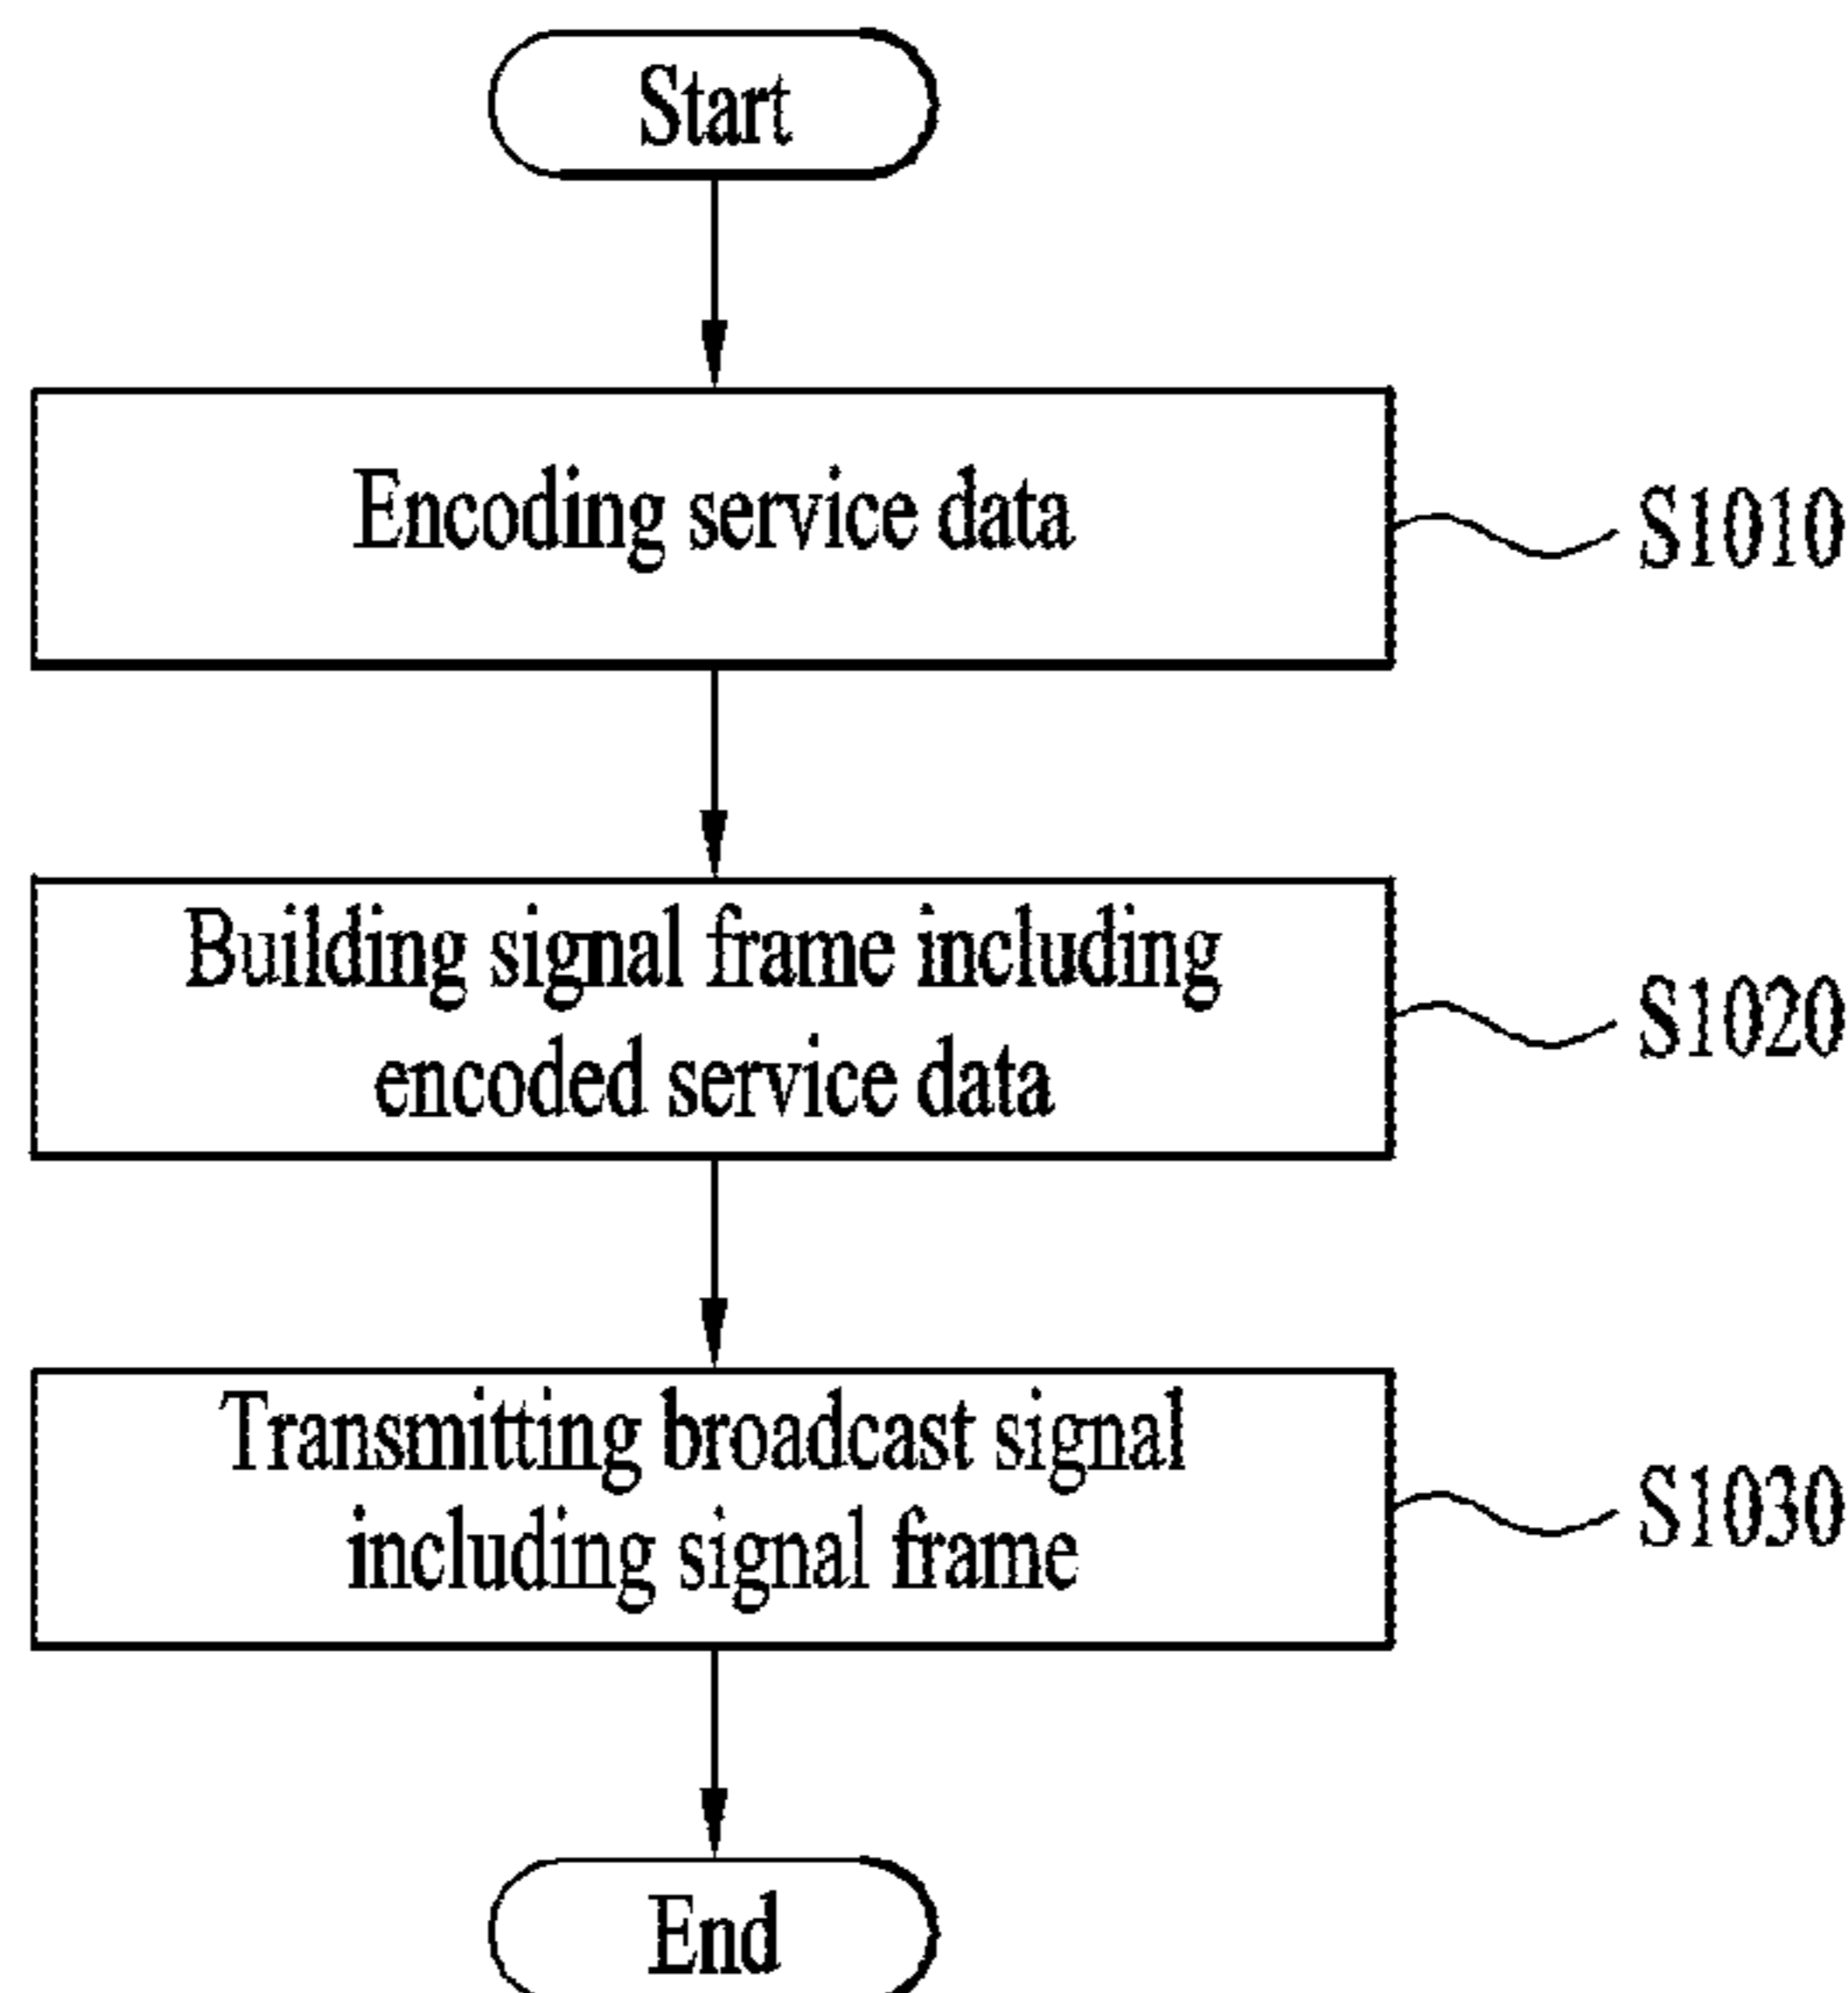 Start
Encoding service data
S1010
Building signal frame including
encoded service data
S1020
Transmitting broadcast signal
including signal frame
S1030
End